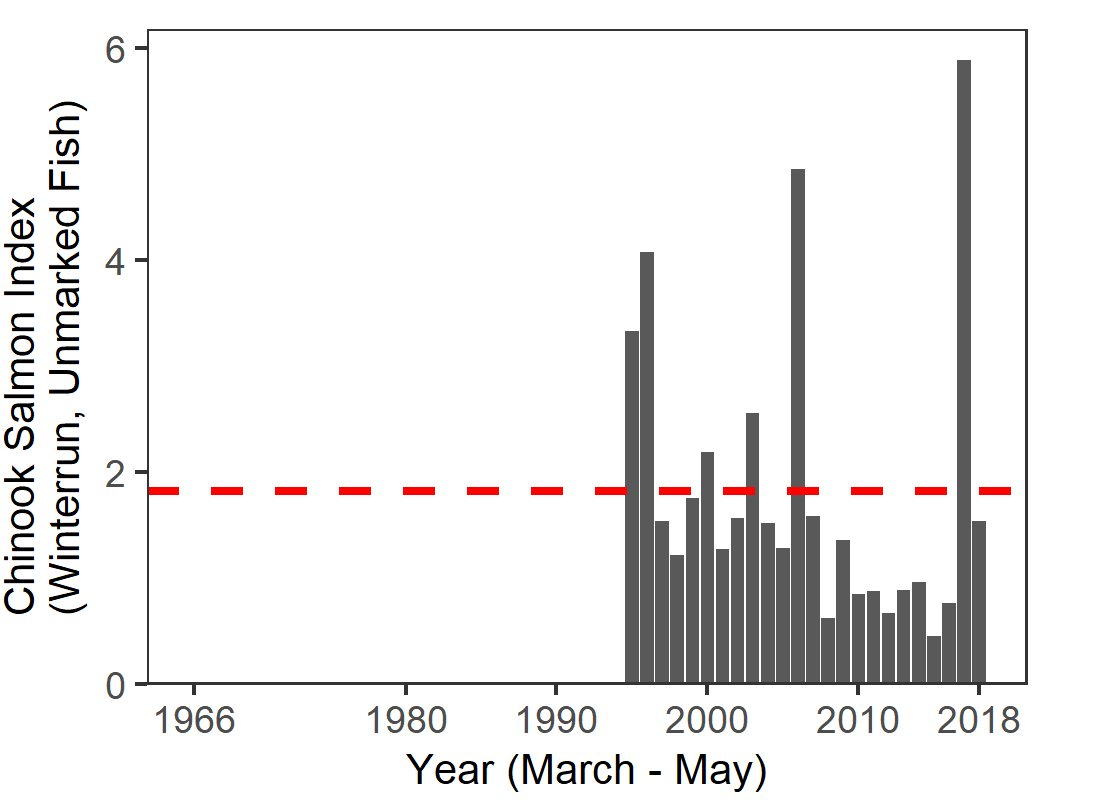 Chinook Salmon Index
(Winterrun, Unmarked Fish)
6
4
2
0
1966 1980 1990 2000 2010 2018
Year (March - May)